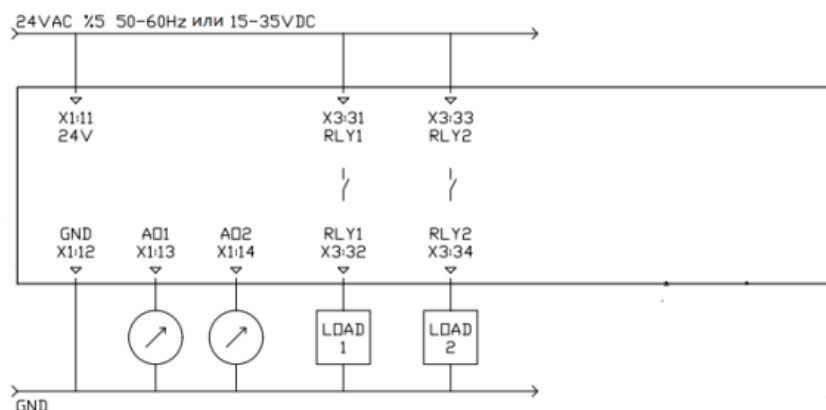 24VAC %5 50-60Hz или 15-35VDC
X1:11 X3:31 X3:33
24V RLY1 RLY2
GND AO1 AO2 RLY1 RLY2
X1:12 X1:13 X1:14 X3:32 X3:34
LOAD LOAD
1 2
GND